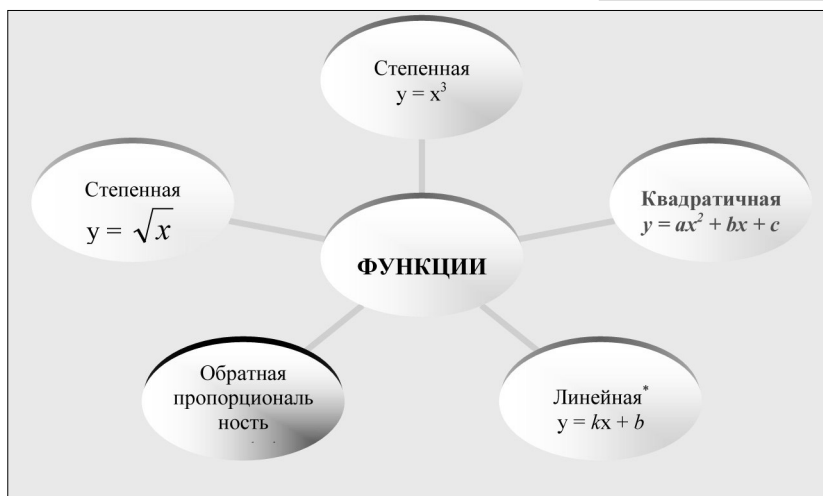 Степенная
y = x³
Степенная
y = √x
Квадратичная
y = ax² + bx + c
ФУНКЦИИ
Обратная
пропорциональ
ность
Линейная*
y = kx + b